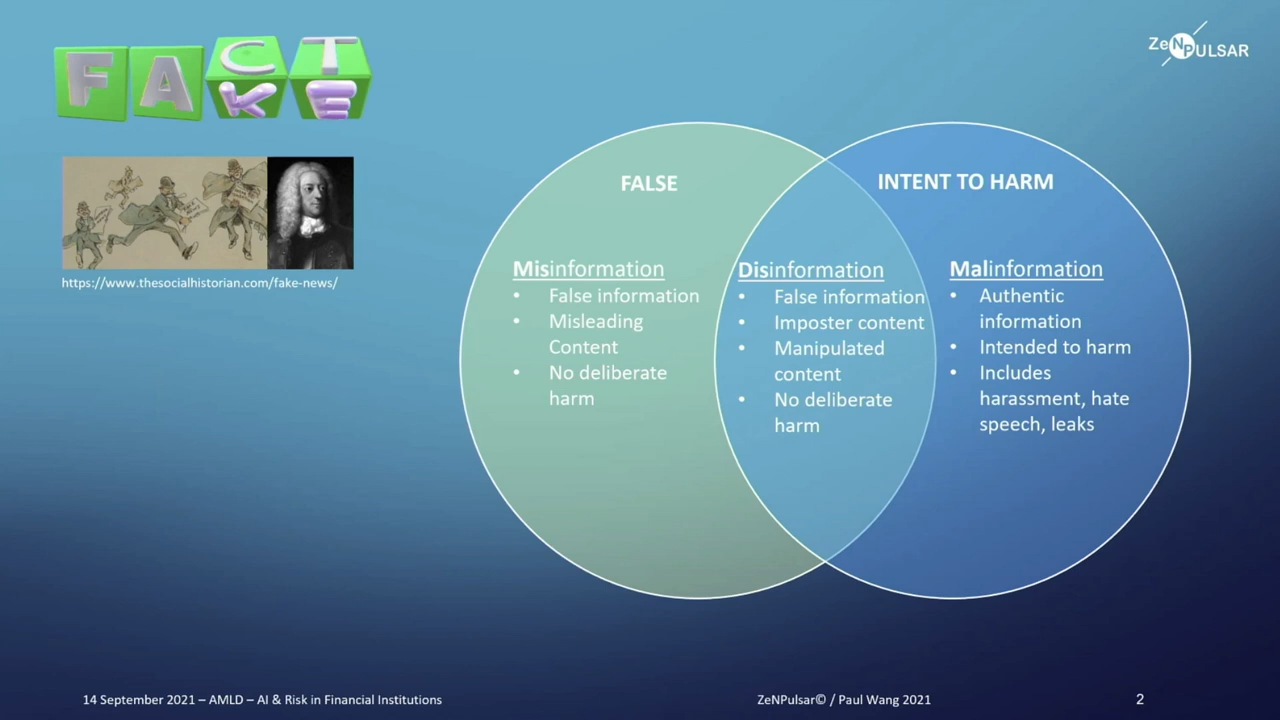 FACT
KE
ZeNPULSAR
https://www.thesocialhistorian.com/fake-news/
FALSE
Misinformation
• False information
• Misleading
Content
• No deliberate
harm
Disinformation
• False information
• Imposter content
• Manipulated
content
• No deliberate
harm
INTENT TO HARM
Malinformation
• Authentic
information
• Intended to harm
• Includes
harassment, hate
speech, leaks
14 September 2021 – AMLD – AI & Risk in Financial Institutions
ZeNPulsar© / Paul Wang 2021
2